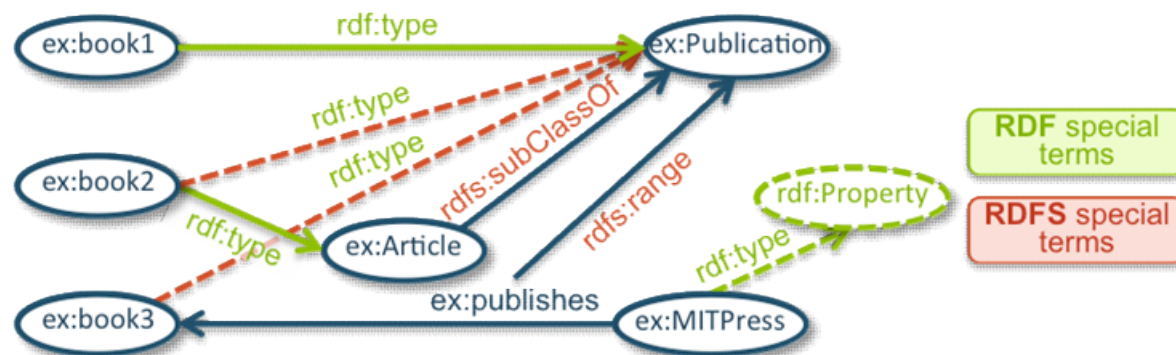 rdf:type
ex:book1
ex:Publication
rdf:type
rdf:type
rdfs:subClassOf
rdfs:range
RDF special
terms
ex:book2
rdf:Property
rdf:type
ex:Article
RDFS special
terms
rdf:type
ex:publishes
ex:book3
ex:MITPress